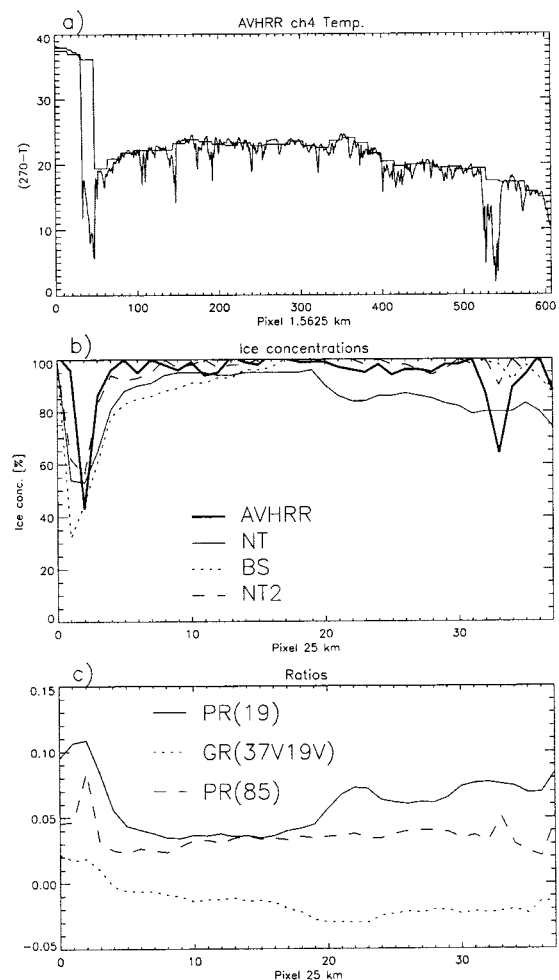 a)
AVHRR ch4 Temp.
40
30
20
10
0
(270-T)
0 100 200 300 400 500 600
Pixel 1.5625 km
b)
Ice concentrations
100
80
60
40
20
0
Ice conc. [%]
AVHRR
NT
BS
NT2
0 10 20 30
Pixel 25 km
c)
Ratios
0.15
0.10
0.05
0.00
-0.05
PR(19)
GR(37V19V)
PR(85)
0 10 20 30
Pixel 25 km